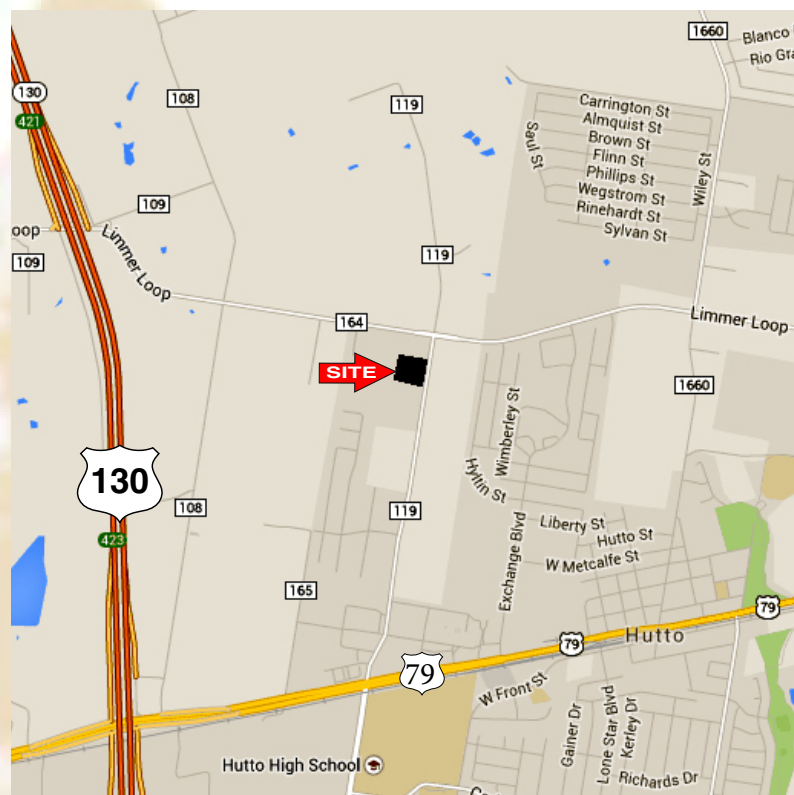 1660
Blanco
Rio Gra
130
108
119
421
Carrington St
Almquist St
Brown St
Flinn St
Phillips St
Wegstrom St
Rinehardt St
Sylvan St
Saul St
Wiley St
109
oop
Limmer Loop
109
119
164
Limmer Loop
SITE
1660
Wimberley St
Hyltin St
130
108
119
Liberty St
Hutto St
W Metcalfe St
Exchange Blvd
423
165
79
79
Hutto
79
W Front St
Gainer Dr
Lone Star Blvd
Kerley Dr
Hutto High School
Richards Dr